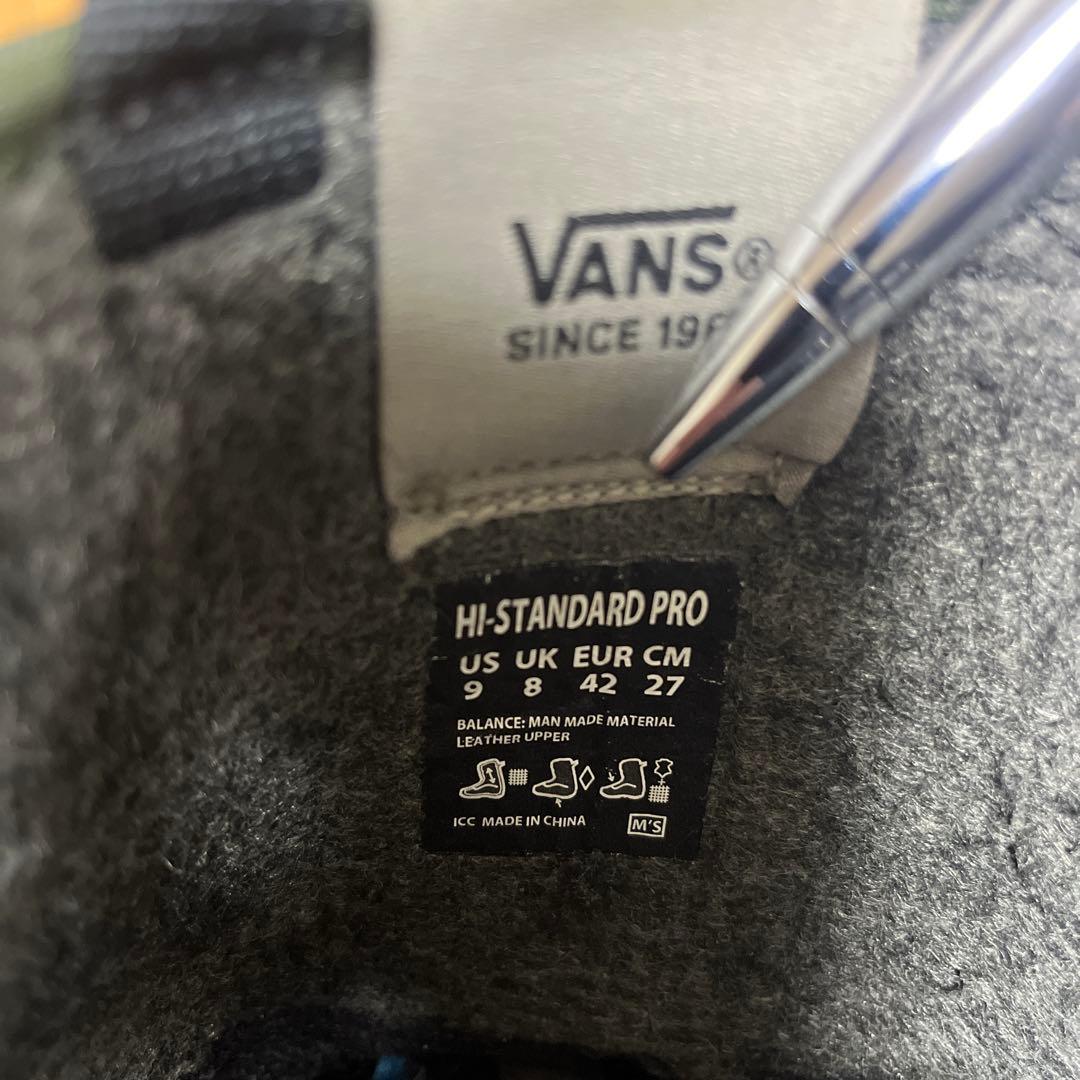 VANS®
SINCE 196
HI-STANDARD PRO
US UK EUR CM
9 8 42 27
BALANCE: MAN MADE MATERIAL
LEATHER UPPER
ICC MADE IN CHINA
M'S